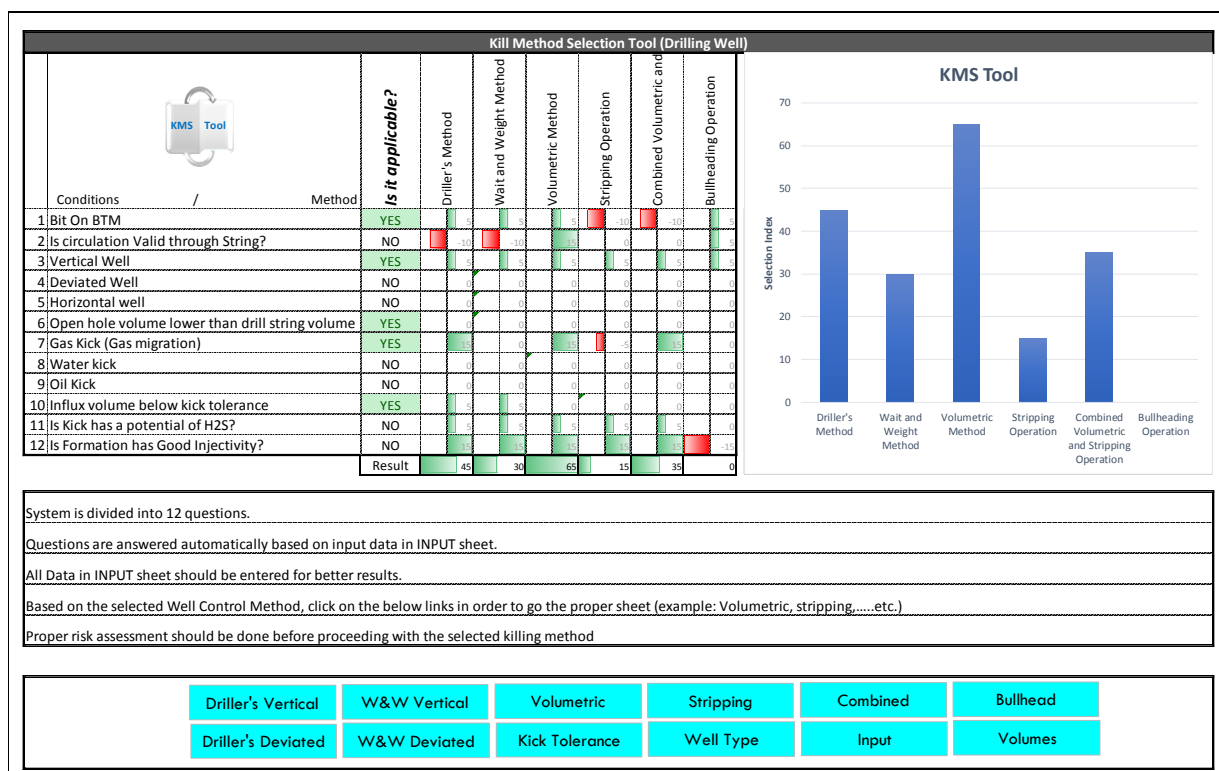 Kill Method Selection Tool (Drilling Well)
KMS Tool
Conditions / Method
Is it applicable?
Driller's Method
Wait and Weight Method
Volumetric Method
Stripping Operation
Combined Volumetric and
Bullheading Operation
1 Bit On BTM YES 5 5 5 -10 -10 5
2 Is circulation Valid through String? NO -10 -10 15 0 0 5
3 Vertical Well YES 5 5 5 5 5 5
4 Deviated Well NO 0 0 0 0 0 0
5 Horizontal well NO 0 0 0 0 0 0
6 Open hole volume lower than drill string volume YES 0 0 0 0 0 0
7 Gas Kick (Gas migration) YES 15 0 15 -5 15 0
8 Water kick NO 0 0 0 0 0 0
9 Oil Kick NO 0 0 0 0 0 0
10 Influx volume below kick tolerance YES 5 5 0 0 0 0
11 Is Kick has a potential of H2S? NO 5 5 5 5 5 0
12 Is Formation has Good Injectivity? NO 15 15 15 15 15 -15
Result 45 30 65 15 35 0
KMS Tool
Selection Index
70
60
50
40
30
20
10
0
Driller's Method
Wait and Weight Method
Volumetric Method
Stripping Operation
Combined Volumetric and Stripping Operation
Bullheading Operation
System is divided into 12 questions.
Questions are answered automatically based on input data in INPUT sheet.
All Data in INPUT sheet should be entered for better results.
Based on the selected Well Control Method, click on the below links in order to go the proper sheet (example: Volumetric, stripping,.....etc.)
Proper risk assessment should be done before proceeding with the selected killing method
Driller's Vertical W&W Vertical Volumetric Stripping Combined Bullhead
Driller's Deviated W&W Deviated Kick Tolerance Well Type Input Volumes